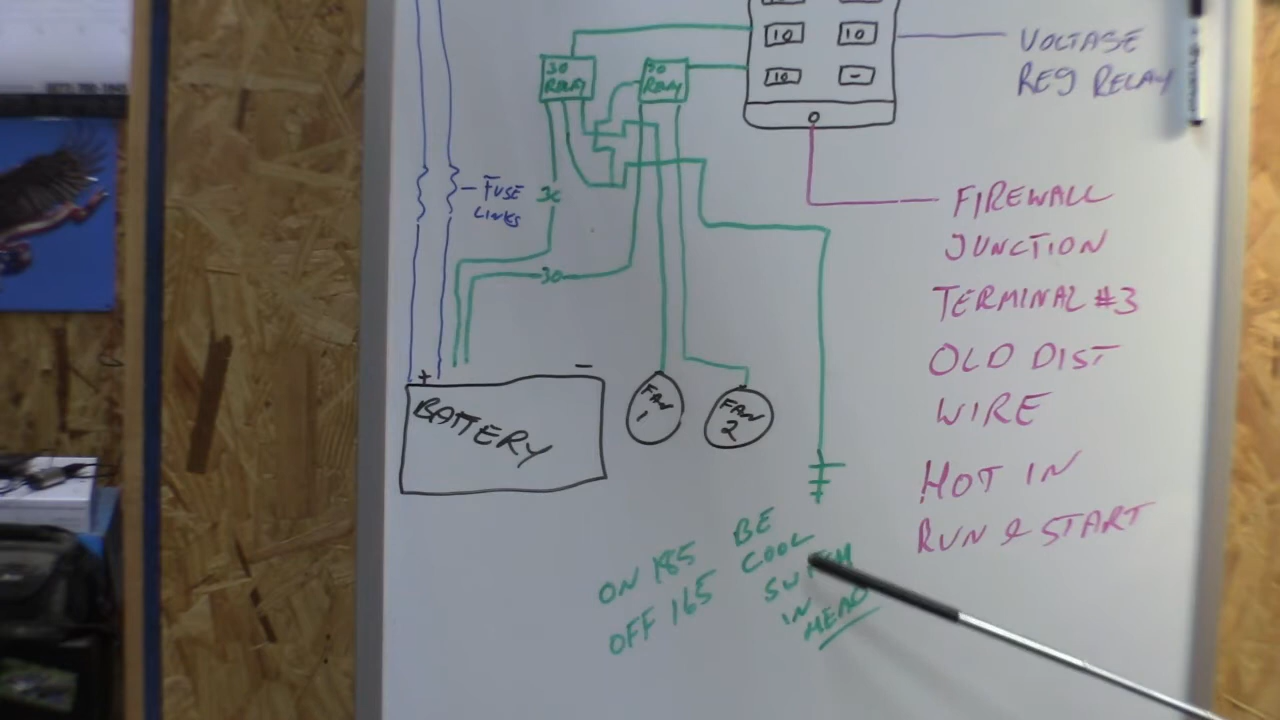 10 10
10 -
30
RELAY
30
RELAY
VOLTAGE
REG RELAY
FUSE
LINKS
30
30
FIREWALL
JUNCTION
TERMINAL #3
OLD DIST
WIRE
HOT IN
RUN & START
+ -
BATTERY
FAN
1
FAN
2
ON 185
OFF 165
BE
COOL
SWITCH
IN
HEAD